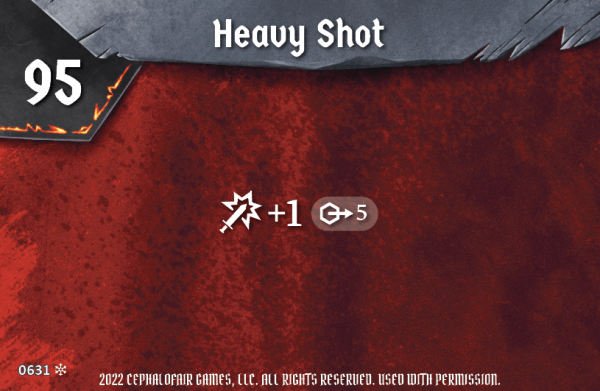 Heavy Shot
95
+1 5
0631
2022 CEPHALOFAIR GAMES, LLC. ALL RIGHTS RESERVED. USED WITH PERMISSION.